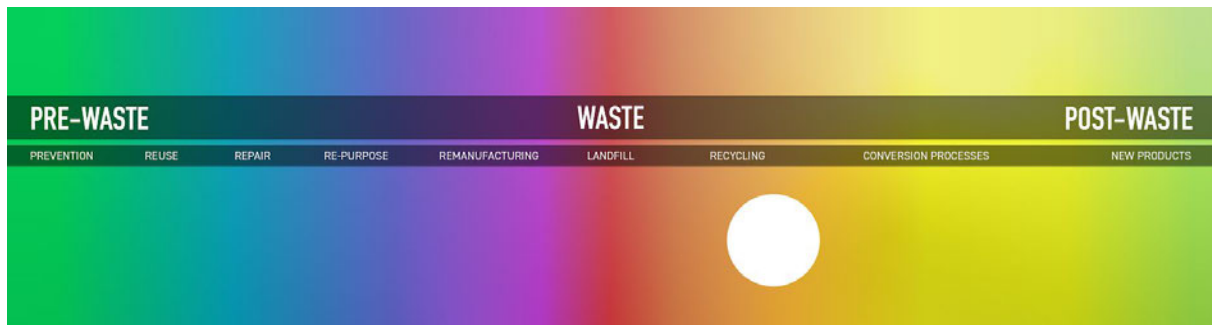 PRE-WASTE WASTE POST-WASTE
PREVENTION REUSE REPAIR RE-PURPOSE REMANUFACTURING LANDFILL RECYCLING CONVERSION PROCESSES NEW PRODUCTS